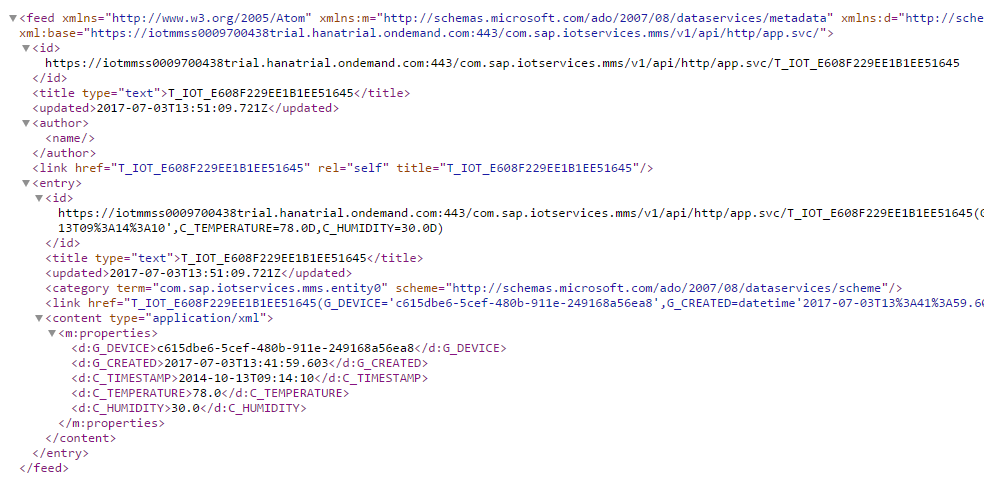 <feed xmlns="http://www.w3.org/2005/Atom" xmlns:m="http://schemas.microsoft.com/ado/2007/08/dataservices/metadata" xmlns:d="http://sche
xml:base="https://iotmmss0009700438trial.hanatrial.ondemand.com:443/com.sap.iotservices.mms/v1/api/http/app.svc/">
<id>
https://iotmmss0009700438trial.hanatrial.ondemand.com:443/com.sap.iotservices.mms/v1/api/http/app.svc/T_IOT_E608F229EE1B1EE51645
</id>
<title type="text">T_IOT_E608F229EE1B1EE51645</title>
<updated>2017-07-03T13:51:09.721Z</updated>
<author>
<name/>
</author>
<link href="T_IOT_E608F229EE1B1EE51645" rel="self" title="T_IOT_E608F229EE1B1EE51645"/>
<entry>
<id>
https://iotmmss0009700438trial.hanatrial.ondemand.com:443/com.sap.iotservices.mms/v1/api/http/app.svc/T_IOT_E608F229EE1B1EE51645(G
13T09%3A14%3A10',C_TEMPERATURE=78.0D,C_HUMIDITY=30.0D)
</id>
<title type="text">T_IOT_E608F229EE1B1EE51645</title>
<updated>2017-07-03T13:51:09.721Z</updated>
<category term="com.sap.iotservices.mms.entity0" scheme="http://schemas.microsoft.com/ado/2007/08/dataservices/scheme"/>
<link href="T_IOT_E608F229EE1B1EE51645(G_DEVICE='c615dbe6-5cef-480b-911e-249168a56ea8',G_CREATED=datetime'2017-07-03T13%3A41%3A59.60
<content type="application/xml">
<m:properties>
<d:G_DEVICE>c615dbe6-5cef-480b-911e-249168a56ea8</d:G_DEVICE>
<d:G_CREATED>2017-07-03T13:41:59.603</d:G_CREATED>
<d:C_TIMESTAMP>2014-10-13T09:14:10</d:C_TIMESTAMP>
<d:C_TEMPERATURE>78.0</d:C_TEMPERATURE>
<d:C_HUMIDITY>30.0</d:C_HUMIDITY>
</m:properties>
</content>
</entry>
</feed>